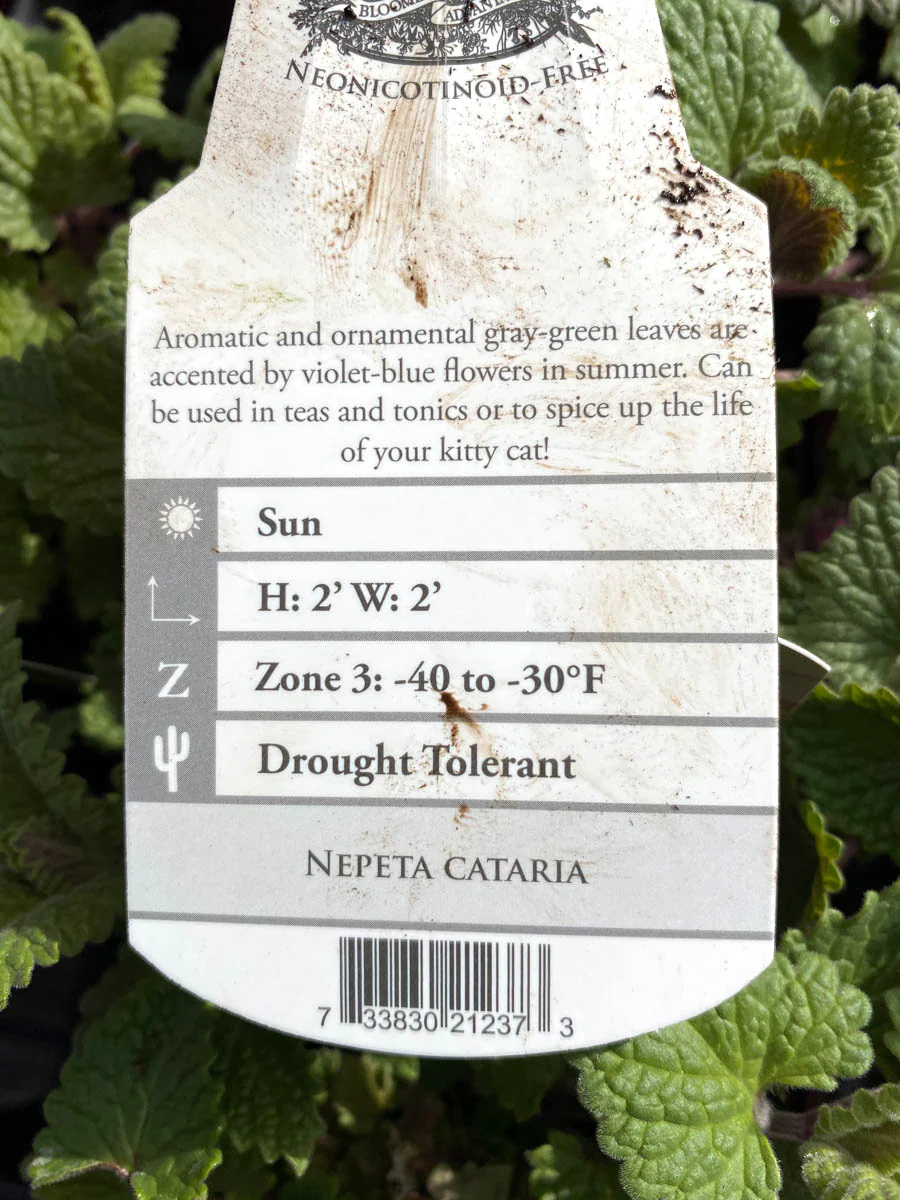 BLOOM
NEONICOTINOID-FREE
Aromatic and ornamental gray-green leaves are
accented by violet-blue flowers in summer. Can
be used in teas and tonics or to spice up the life
of your kitty cat!
Sun
H: 2’ W: 2’
Z
Zone 3: -40 to -30°F
Drought Tolerant
NEPETA CATARIA
7 33830 21237 3